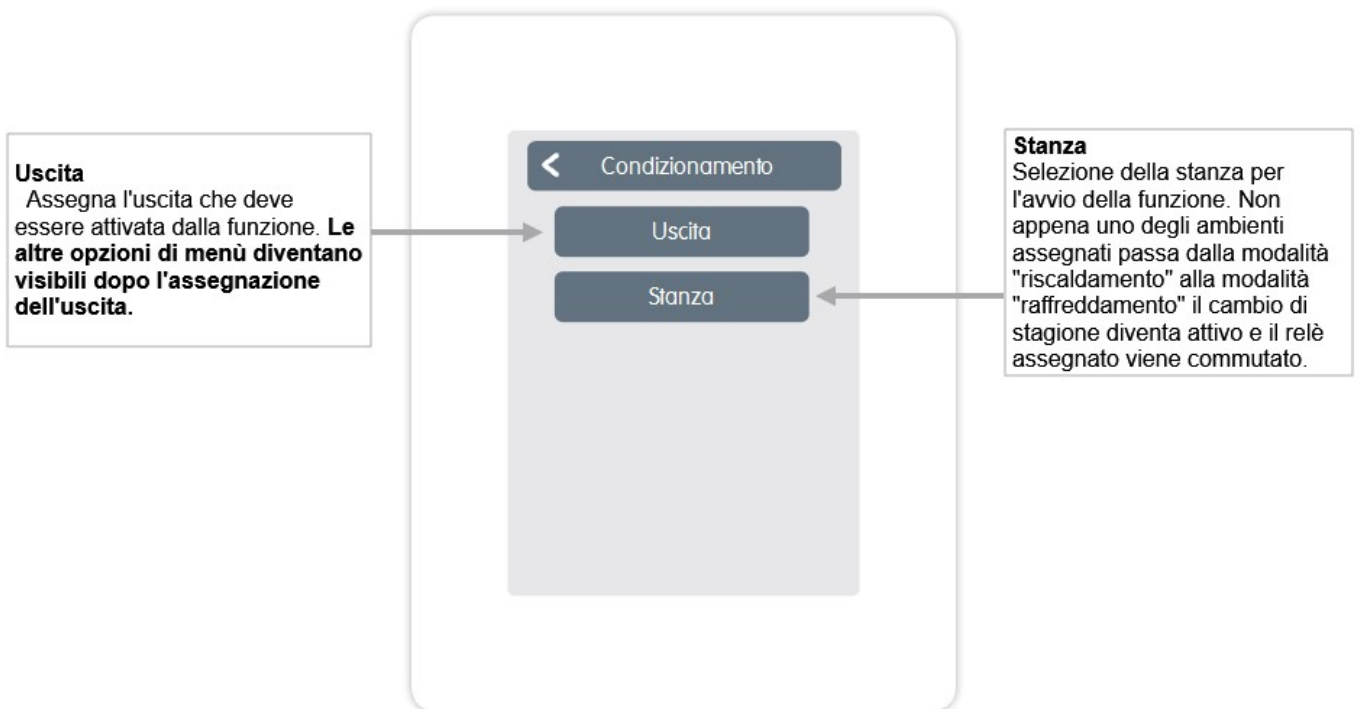 Uscita
Assegna l'uscita che deve
essere attivata dalla funzione. Le
altre opzioni di menù diventano
visibili dopo l'assegnazione
dell'uscita.
Condizionamento
Uscita
Stanza
Stanza
Selezione della stanza per
l'avvio della funzione. Non
appena uno degli ambienti
assegnati passa dalla modalità
"riscaldamento" alla modalità
"raffreddamento" il cambio di
stagione diventa attivo e il relè
assegnato viene commutato.